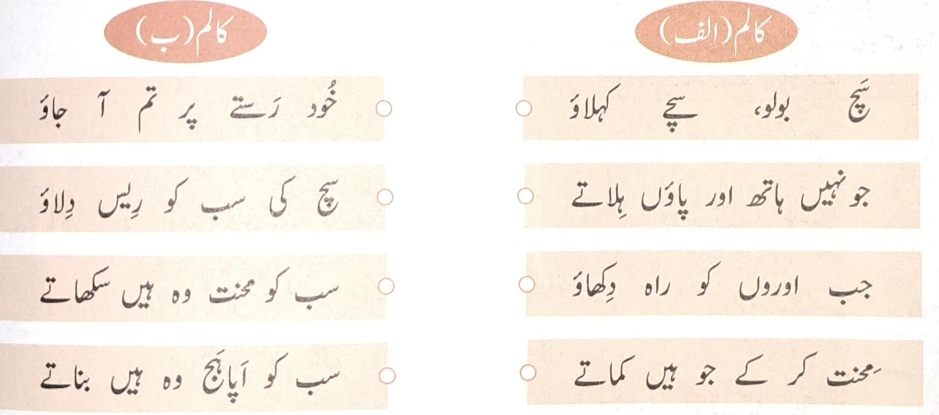 کالم (الف)
کالم (ب)
سَچ بولو، سچے کہلاؤ
خُود رَستے پر تم آ جاؤ
جو نہیں ہاتھ اور پاؤں ہِلاتے
سچ کی سب کو رِیس دِلاؤ
جب اوروں کو راہ دِکھاؤ
سب کو محنت وہ ہیں سکھاتے
محنت کر کے جو ہیں کماتے
سب کو اَپاہَج وہ ہیں بناتے